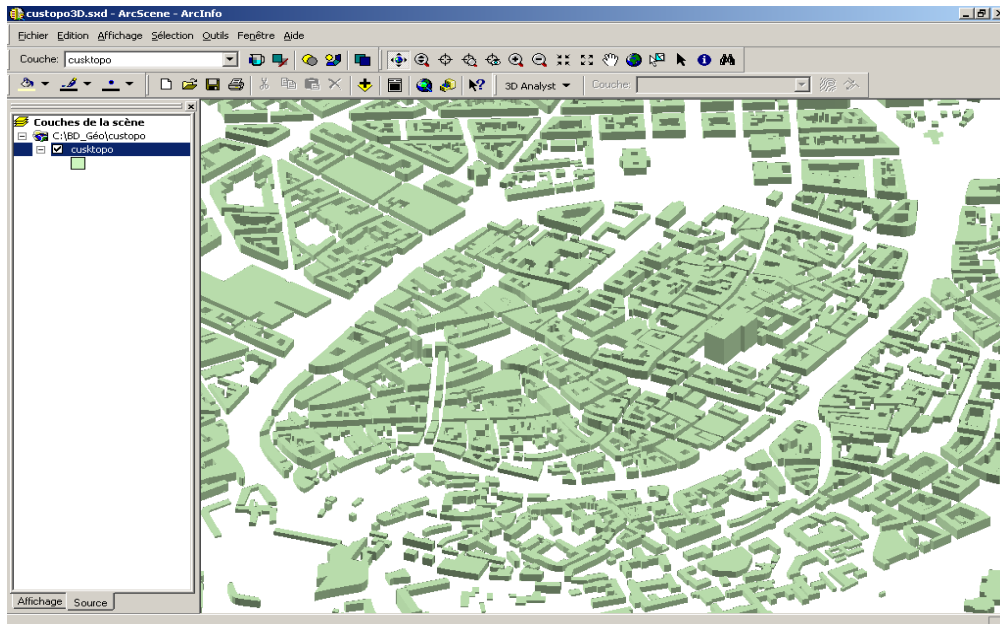 custopo3D.sxd - ArcScene - ArcInfo
Fichier Edition Affichage Sélection Outils Fenêtre Aide
Couche: cusktopo
3D Analyst Couche:
Couches de la scène
C:\BD_Géo\custopo
cusktopo
Affichage Source